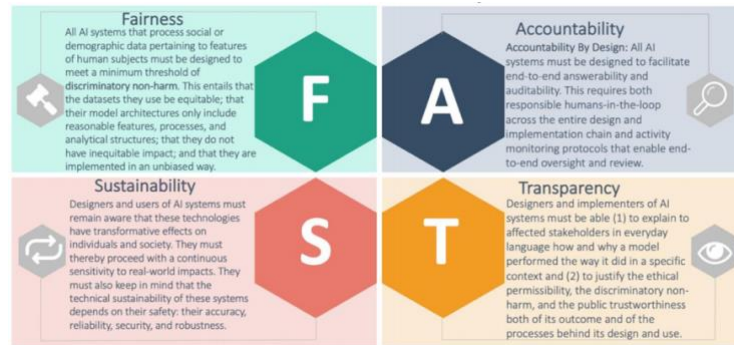 Fairness
All AI systems that process social or
demographic data pertaining to features
of human subjects must be designed to
meet a minimum threshold of
discriminatory non-harm. This entails that
the datasets they use be equitable; that
their model architectures only include
reasonable features, processes, and
analytical structures; that they do not
have inequitable impact; and that they are
implemented in an unbiased way.
F
A
Accountability
Accountability By Design: All AI
systems must be designed to facilitate
end-to-end answerability and
auditability. This requires both
responsible humans-in-the-loop
across the entire design and
implementation chain and activity
monitoring protocols that enable end-
to-end oversight and review.
Sustainability
Designers and users of AI systems must
remain aware that these technologies
have transformative effects on
individuals and society. They must
thereby proceed with a continuous
sensitivity to real-world impacts. They
must also keep in mind that the
technical sustainability of these systems
depends on their safety: their accuracy,
reliability, security, and robustness.
S
T
Transparency
Designers and implementers of AI
systems must be able (1) to explain to
affected stakeholders in everyday
language how and why a model
performed the way it did in a specific
context and (2) to justify the ethical
permissibility, the discriminatory non-
harm, and the public trustworthiness
both of its outcome and of the
processes behind its design and use.